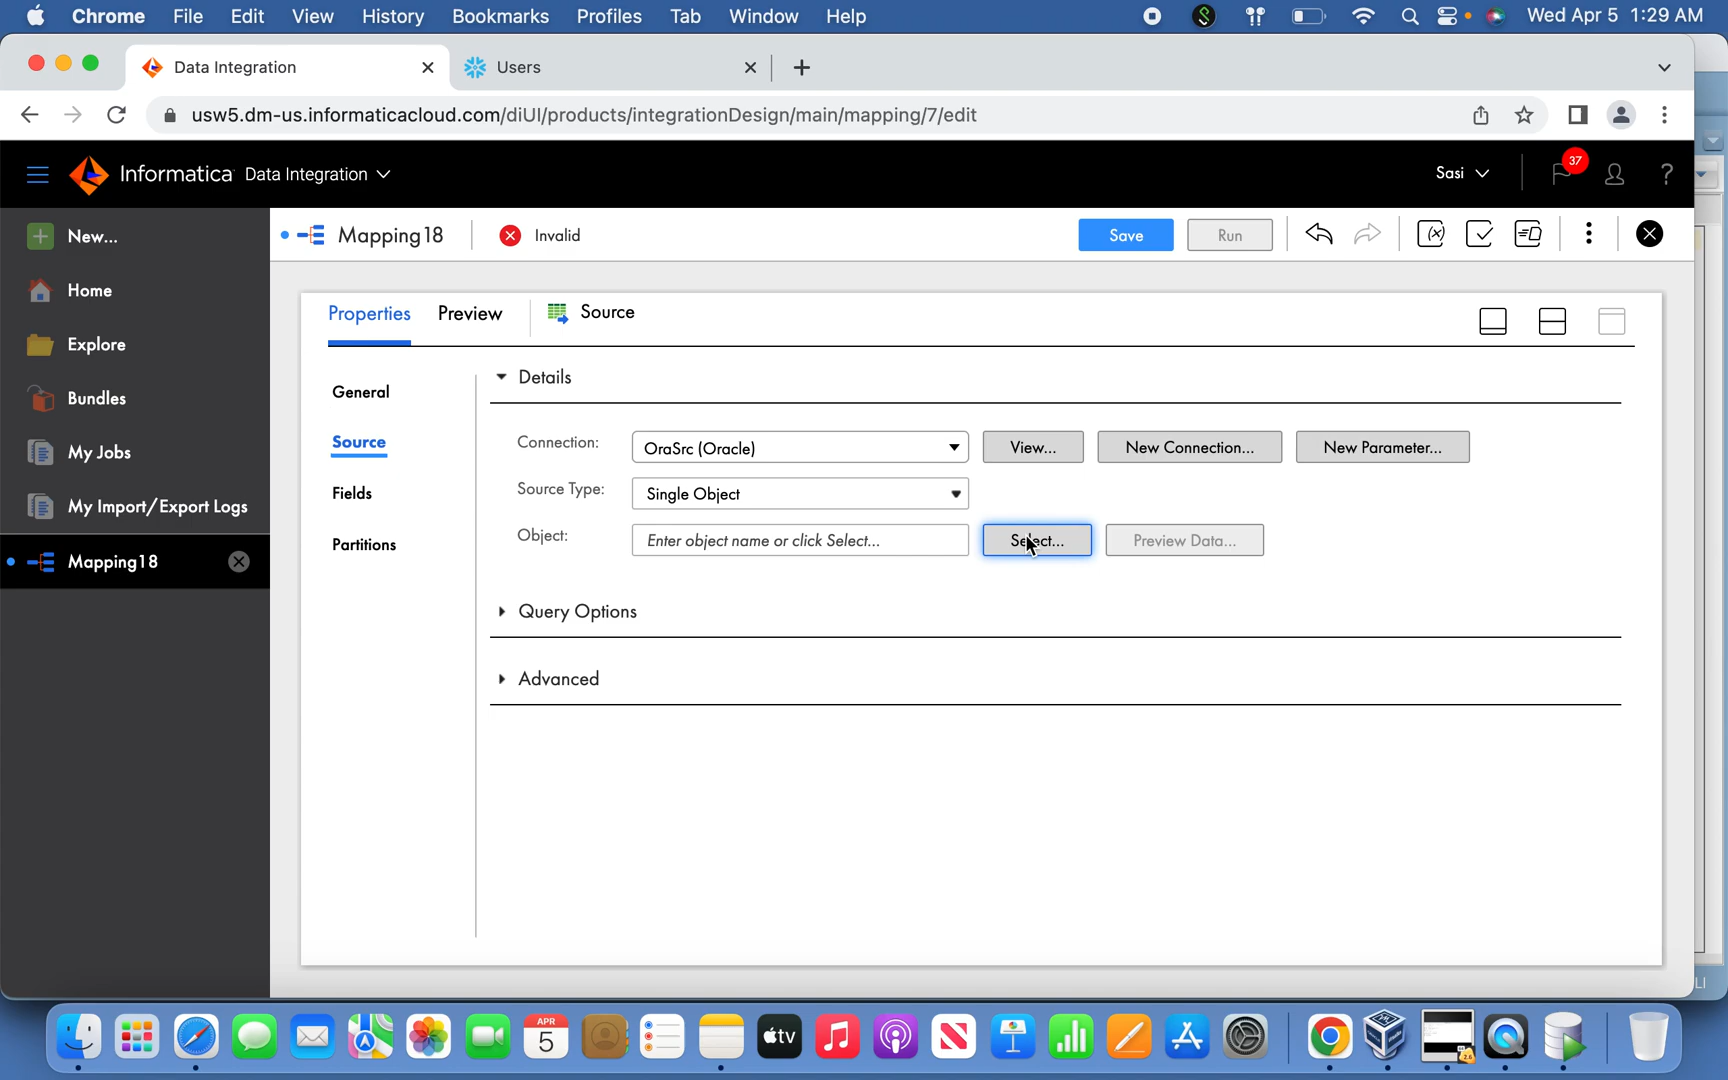 Chrome File Edit View History Bookmarks Profiles Tab Window Help Wed Apr 5 1:29 AM
Data Integration Users
usw5.dm-us.informaticacloud.com/diUI/products/integrationDesign/main/mapping/7/edit
Informatica Data Integration Sasi 37 ?
New...
Home
Explore
Bundles
My Jobs
My Import/Export Logs
Mapping18
Mapping18 Invalid Save Run
Properties Preview Source
General
Source
Fields
Partitions
Details
Connection: OraSrc (Oracle) View... New Connection... New Parameter...
Source Type: Single Object
Object: Enter object name or click Select... Select... Preview Data...
Query Options
Advanced
APR
5
tv
2.6